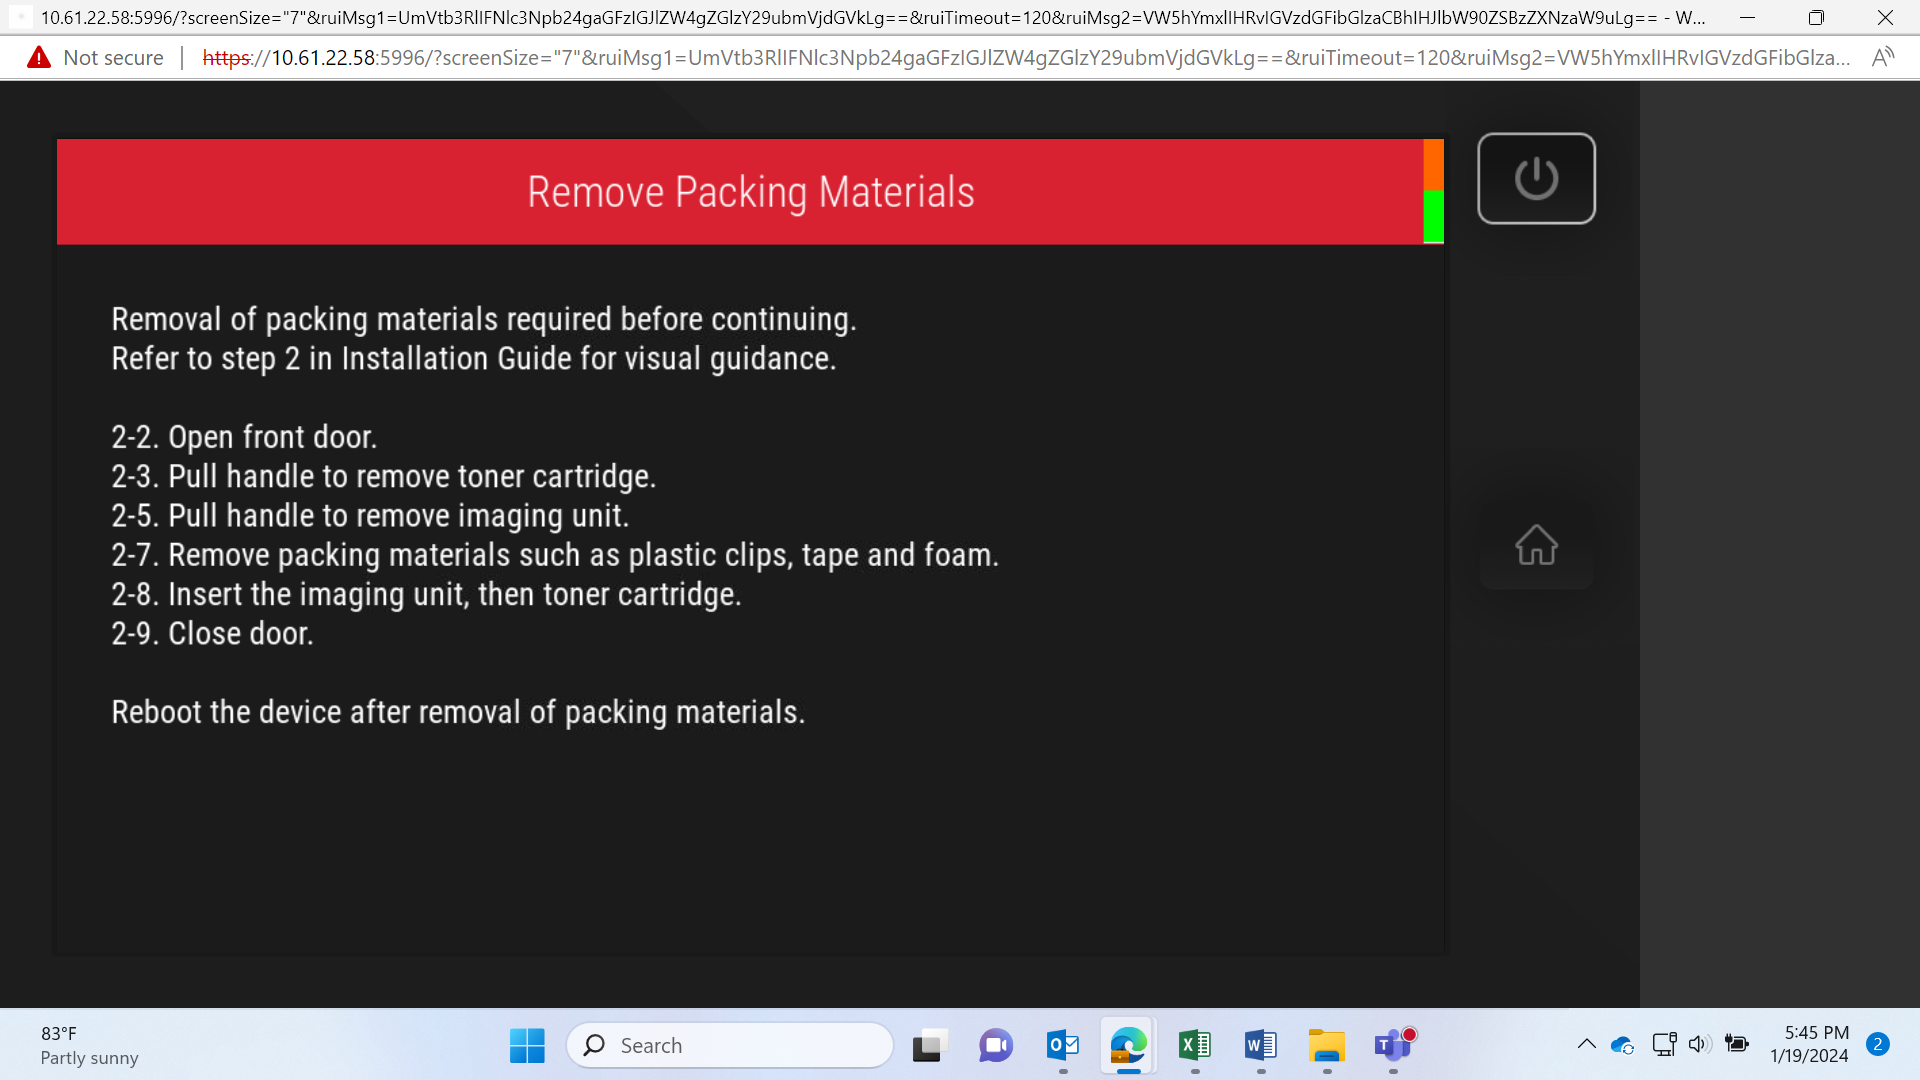 10.61.22.58:5996/?screenSize="7"&ruiMsg1=UmVtb3RlIFNlc3Npb24gaGFzIGJlZW4gZGlzY29ubmVjdGVkLg==&ruiTimeout=120&ruiMsg2=VW5hYmxlIHRvIGVzdGFibGlzaCBhIHJlbW90ZSBzZXNzaW9uLg== - W...
Not secure https://10.61.22.58:5996/?screenSize="7"&ruiMsg1=UmVtb3RlIFNlc3Npb24gaGFzIGJlZW4gZGlzY29ubmVjdGVkLg==&ruiTimeout=120&ruiMsg2=VW5hYmxlIHRvIGVzdGFibGlza...
Remove Packing Materials
Removal of packing materials required before continuing.
Refer to step 2 in Installation Guide for visual guidance.
2-2. Open front door.
2-3. Pull handle to remove toner cartridge.
2-5. Pull handle to remove imaging unit.
2-7. Remove packing materials such as plastic clips, tape and foam.
2-8. Insert the imaging unit, then toner cartridge.
2-9. Close door.
Reboot the device after removal of packing materials.
83°F
Partly sunny
Search
5:45 PM
1/19/2024
2